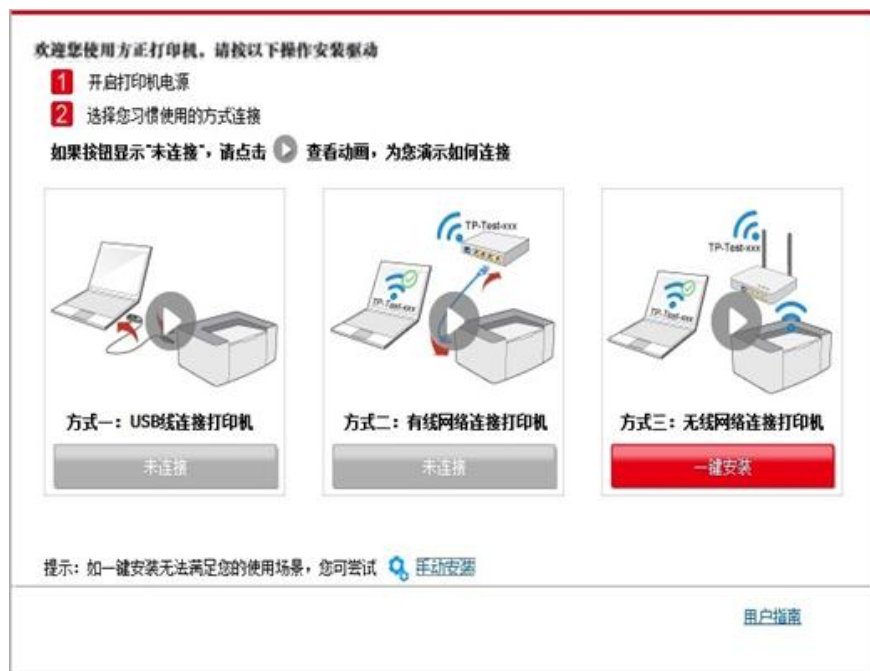 欢迎您使用方正打印机。请按以下操作安装驱动
1 开启打印机电源
2 选择您习惯使用的方式连接
如果按钮显示"未连接"，请点击 查看动画，为您演示如何连接
TP-Test-xxx
TP-Test-xxx
TP-Test-xxx
TP-Test-xxx
方式一：USB线连接打印机
方式二：有线网络连接打印机
方式三：无线网络连接打印机
未连接
未连接
一键安装
提示：如一键安装无法满足您的使用场景，您可尝试 手动安装
用户指南